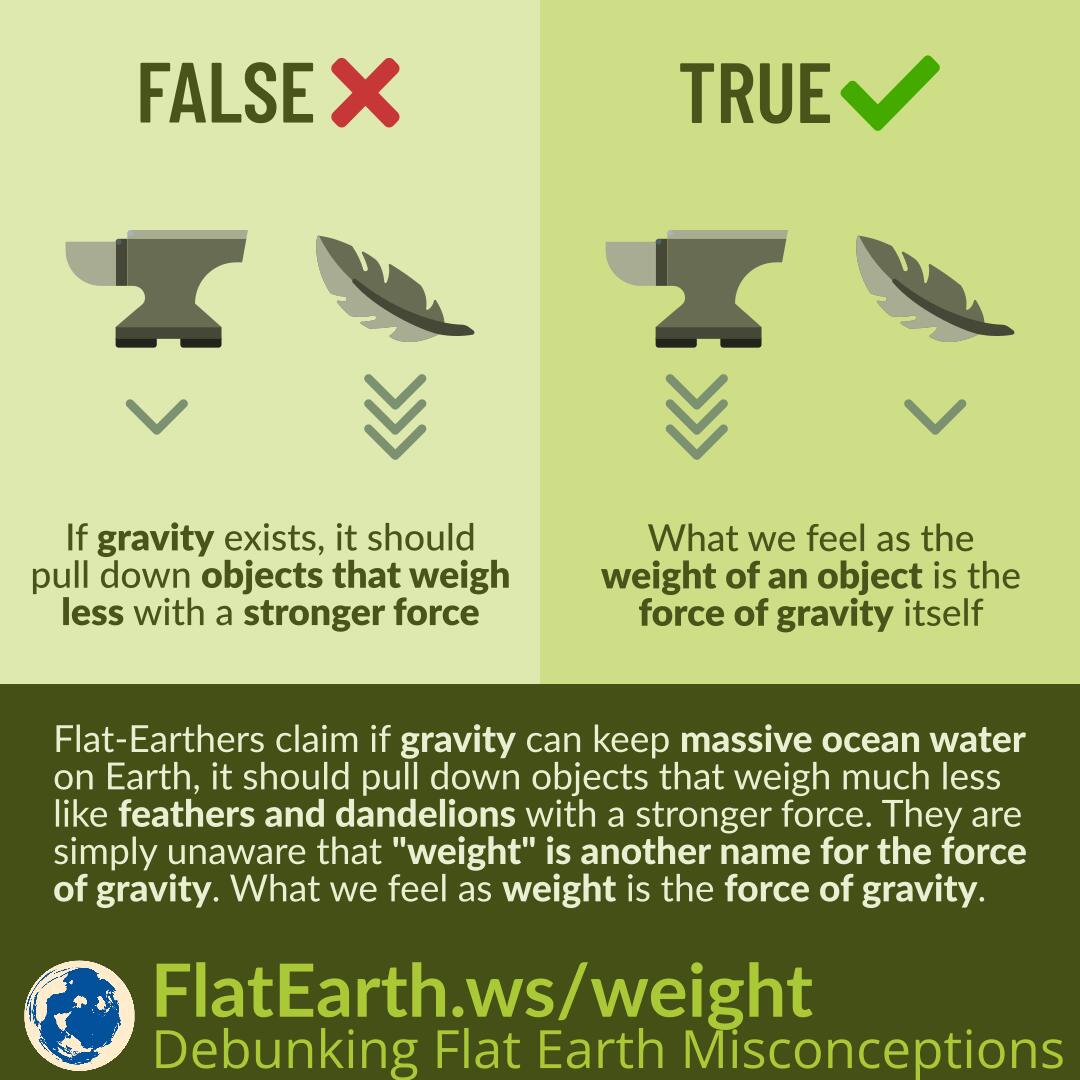 FALSE
If gravity exists, it should
pull down objects that weigh
less with a stronger force
TRUE
What we feel as the
weight of an object is the
force of gravity itself
Flat-Earthers claim if gravity can keep massive ocean water
on Earth, it should pull down objects that weigh much less
like feathers and dandelions with a stronger force. They are
simply unaware that "weight" is another name for the force
of gravity. What we feel as weight is the force of gravity.
FlatEarth.ws/weight
Debunking Flat Earth Misconceptions